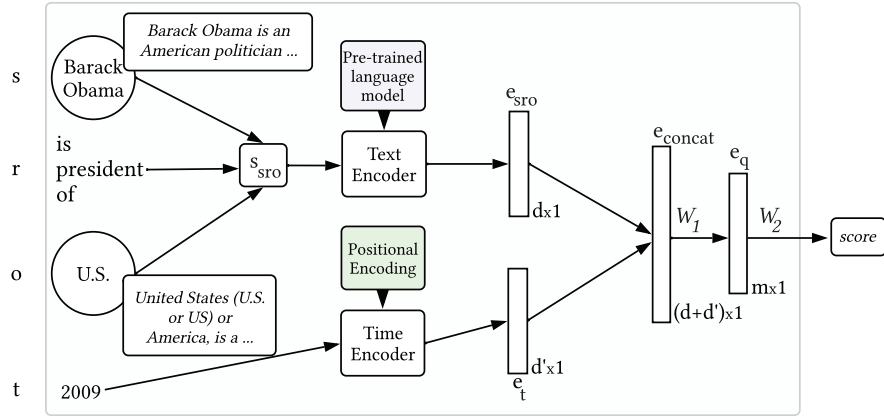 Barack Obama is an
American politician ...
s
Barack
Obama
Pre-trained
language
model
e_sro
r
is
president
of
s_sro
Text
Encoder
dx1
e_concat
e_q
W_1
W_2
score
mx1
(d+d')x1
o
U.S.
United States (U.S.
or US) or
America, is a ...
Positional
Encoding
Time
Encoder
d'x1
e_t
t
2009